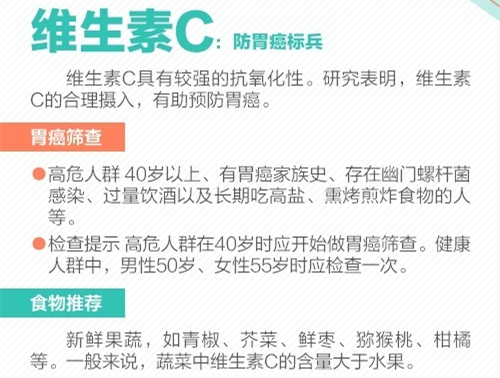 维生素C：防胃癌标兵
维生素C具有较强的抗氧化性。研究表明，维生素
C的合理摄入，有助预防胃癌。
胃癌筛查
●高危人群 40岁以上、有胃癌家族史、存在幽门螺杆菌
感染、过量饮酒以及长期吃高盐、熏烤煎炸食物的人
等。
●检查提示 高危人群在40岁时应开始做胃癌筛查。健康
人群中，男性50岁、女性55岁时应检查一次。
食物推荐
新鲜果蔬，如青椒、芥菜、鲜枣、猕猴桃、柑橘
等。一般来说，蔬菜中维生素C的含量大于水果。